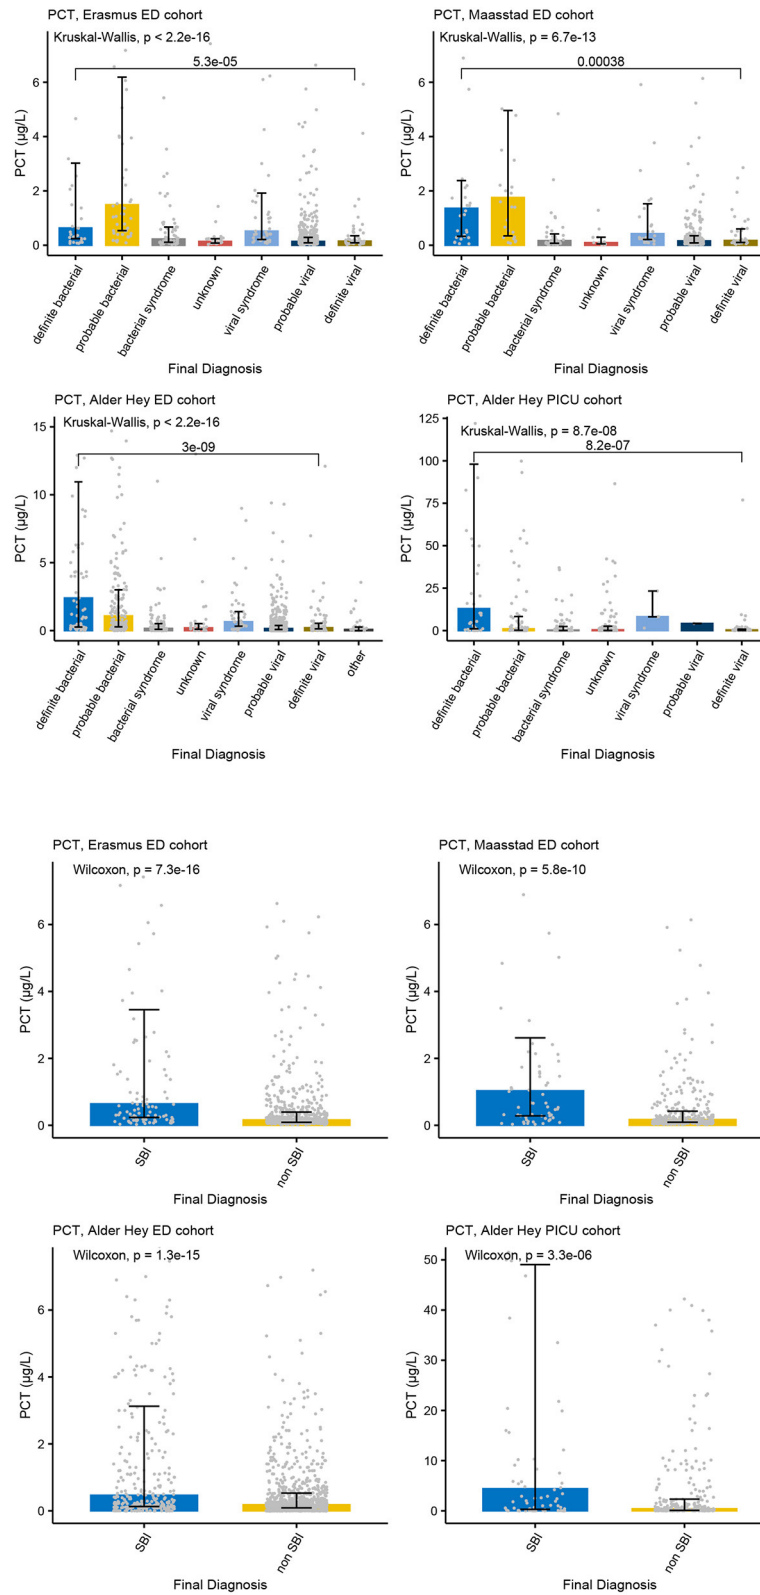 PCT, Erasmus ED cohort
Kruskal-Wallis, p < 2.2e-16
5.3e-05
PCT (µg/L)
6
4
2
0
definite bacterial
probable bacterial
bacterial syndrome
unknown
viral syndrome
probable viral
definite viral
Final Diagnosis
PCT, Maasstad ED cohort
Kruskal-Wallis, p = 6.7e-13
0.00038
PCT (µg/L)
6
4
2
0
definite bacterial
probable bacterial
bacterial syndrome
unknown
viral syndrome
probable viral
definite viral
Final Diagnosis
PCT, Alder Hey ED cohort
Kruskal-Wallis, p < 2.2e-16
3e-09
PCT (µg/L)
15
10
5
0
definite bacterial
probable bacterial
bacterial syndrome
unknown
viral syndrome
probable viral
definite viral
other
Final Diagnosis
PCT, Alder Hey PICU cohort
Kruskal-Wallis, p = 8.7e-08
8.2e-07
PCT (µg/L)
125
100
75
50
25
0
definite bacterial
probable bacterial
bacterial syndrome
unknown
viral syndrome
probable viral
definite viral
Final Diagnosis
PCT, Erasmus ED cohort
Wilcoxon, p = 7.3e-16
PCT (µg/L)
6
4
2
0
SBI
non SBI
Final Diagnosis
PCT, Maasstad ED cohort
Wilcoxon, p = 5.8e-10
PCT (µg/L)
6
4
2
0
SBI
non SBI
Final Diagnosis
PCT, Alder Hey ED cohort
Wilcoxon, p = 1.3e-15
PCT (µg/L)
6
4
2
0
SBI
non SBI
Final Diagnosis
PCT, Alder Hey PICU cohort
Wilcoxon, p = 3.3e-06
PCT (µg/L)
50
40
30
20
10
0
SBI
non SBI
Final Diagnosis